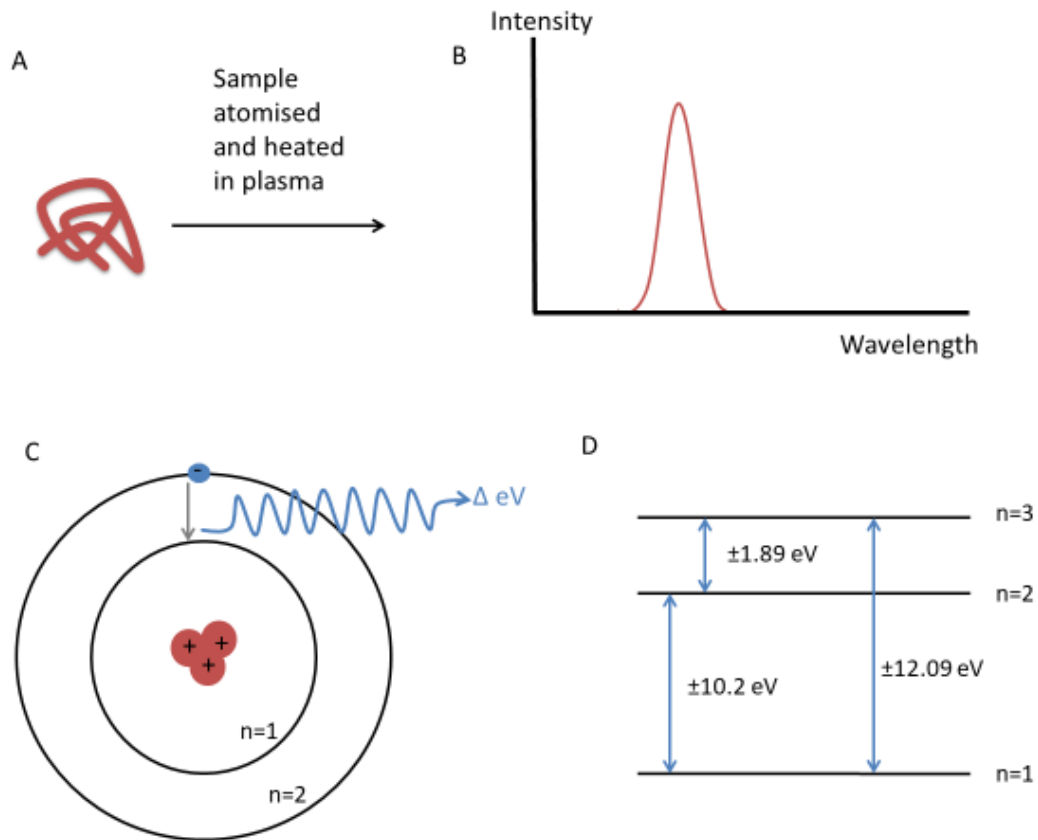 A
Sample
atomised
and heated
in plasma
B
Intensity
Wavelength
C
-
Δ eV
+ +
+
n=1
n=2
D
n=3
±1.89 eV
n=2
±12.09 eV
±10.2 eV
n=1